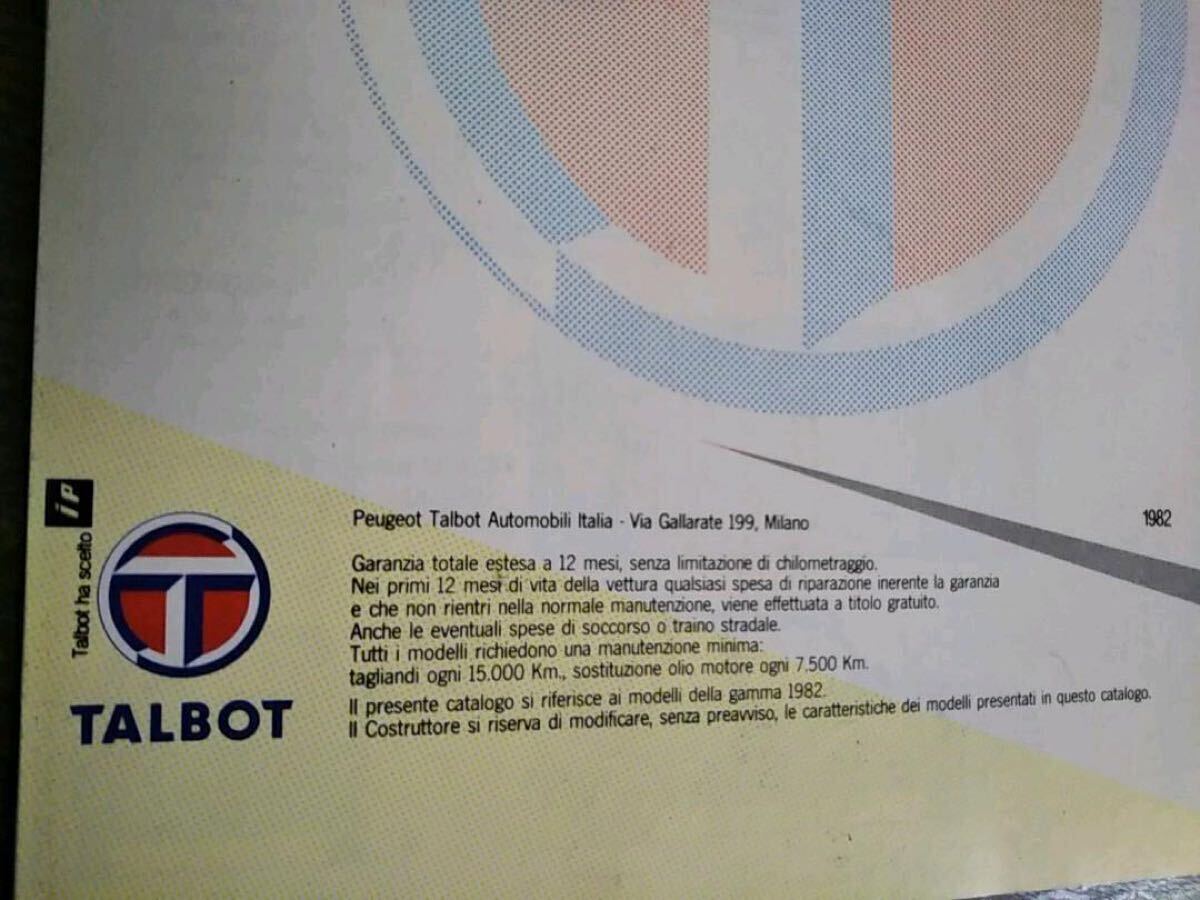 Peugeot Talbot Automobili Italia - Via Gallarate 199, Milano
1982
Garanzia totale estesa a 12 mesi, senza limitazione di chilometraggio.
Nei primi 12 mesi di vita della vettura qualsiasi spesa di riparazione inerente la garanzia
e che non rientri nella normale manutenzione, viene effettuata a titolo gratuito.
Anche le eventuali spese di soccorso o traino stradale.
Tutti i modelli richiedono una manutenzione minima:
tagliandi ogni 15.000 Km., sostituzione olio motore ogni 7.500 Km.
Il presente catalogo si riferisce ai modelli della gamma 1982.
Il Costruttore si riserva di modificare, senza preavviso, le caratteristiche dei modelli presentati in questo catalogo.
Talbot ha scelto
IP
TALBOT